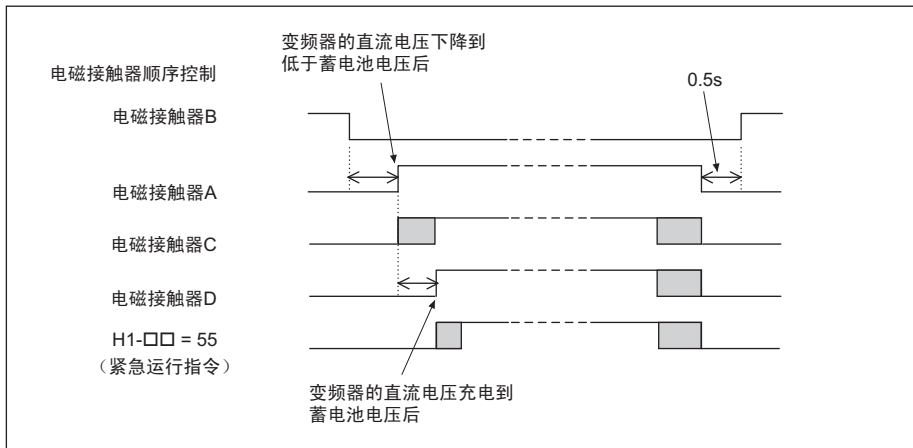 变频器的直流电压下降到
低于蓄电池电压后
电磁接触器顺序控制
0.5s
电磁接触器B
电磁接触器A
电磁接触器C
电磁接触器D
H1-□□ = 55
（紧急运行指令）
变频器的直流电压充电到
蓄电池电压后